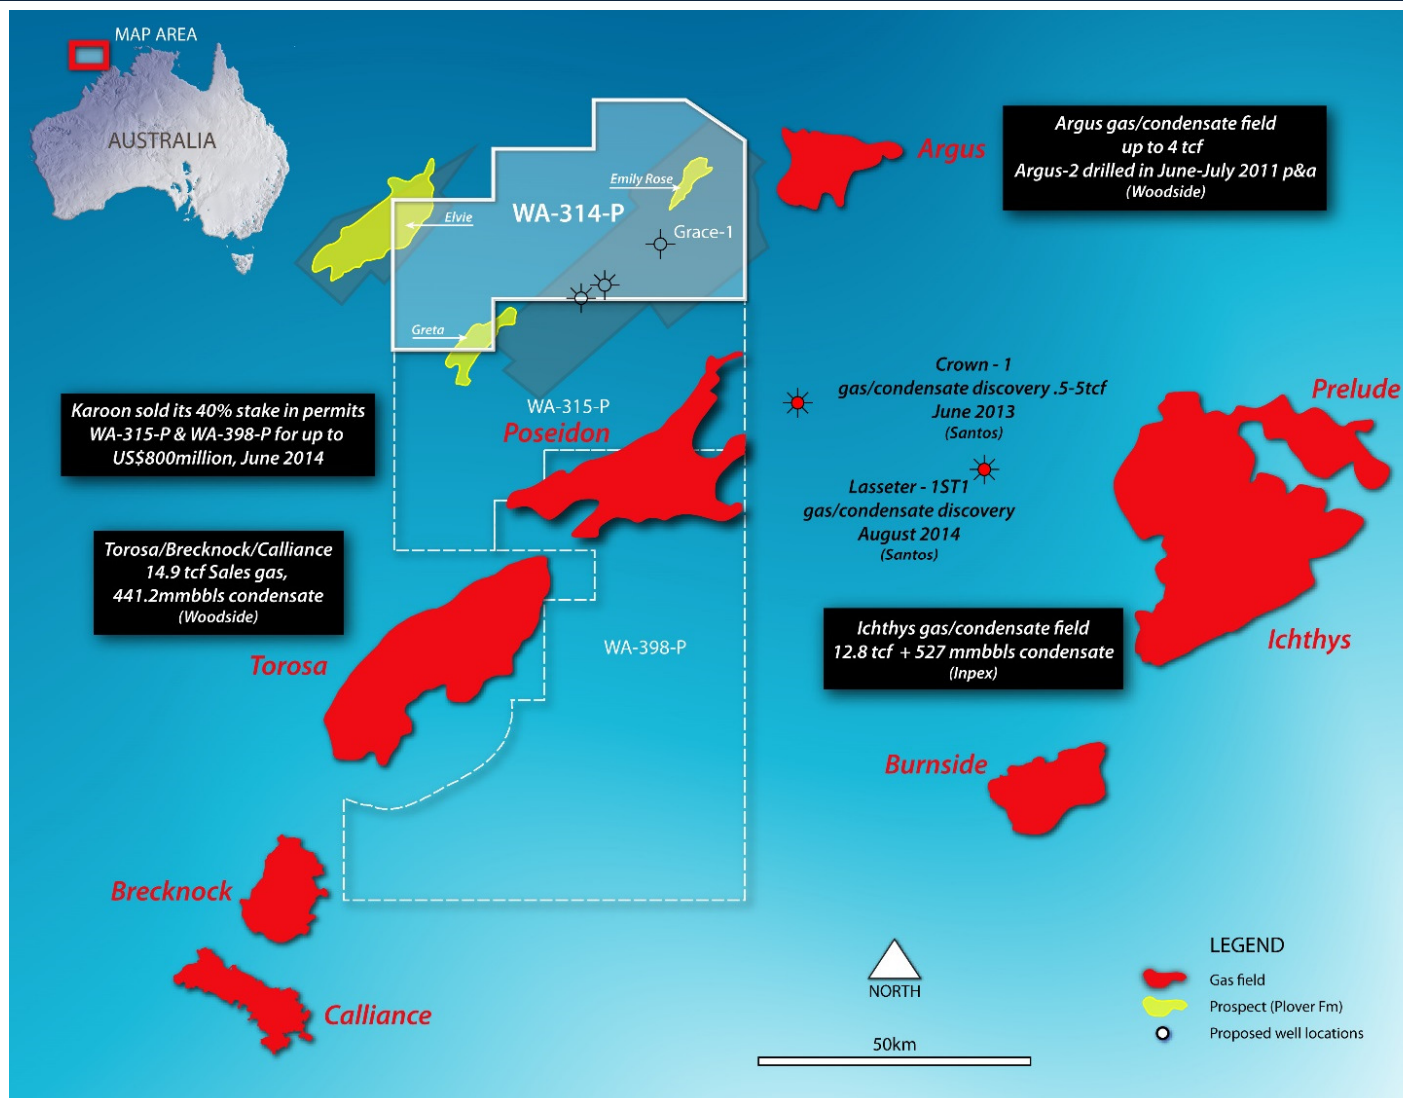 MAP AREA
AUSTRALIA
Argus
Argus gas/condensate field
up to 4 tcf
Argus-2 drilled in June-July 2011 p&a
(Woodside)
Emily Rose
WA-314-P
Elvie
Grace-1
Greta
Karoon sold its 40% stake in permits
WA-315-P & WA-398-P for up to
US$800million, June 2014
WA-315-P
Poseidon
Crown - 1
gas/condensate discovery .5-5tcf
June 2013
(Santos)
Prelude
Lasseter - 1ST1
gas/condensate discovery
August 2014
(Santos)
Torosa/Brecknock/Calliance
14.9 tcf Sales gas,
441.2mmbbls condensate
(Woodside)
Torosa
WA-398-P
Ichthys gas/condensate field
12.8 tcf + 527 mmbbls condensate
(Inpex)
Ichthys
Burnside
Brecknock
Calliance
NORTH
50km
LEGEND
Gas field
Prospect (Plover Fm)
Proposed well locations